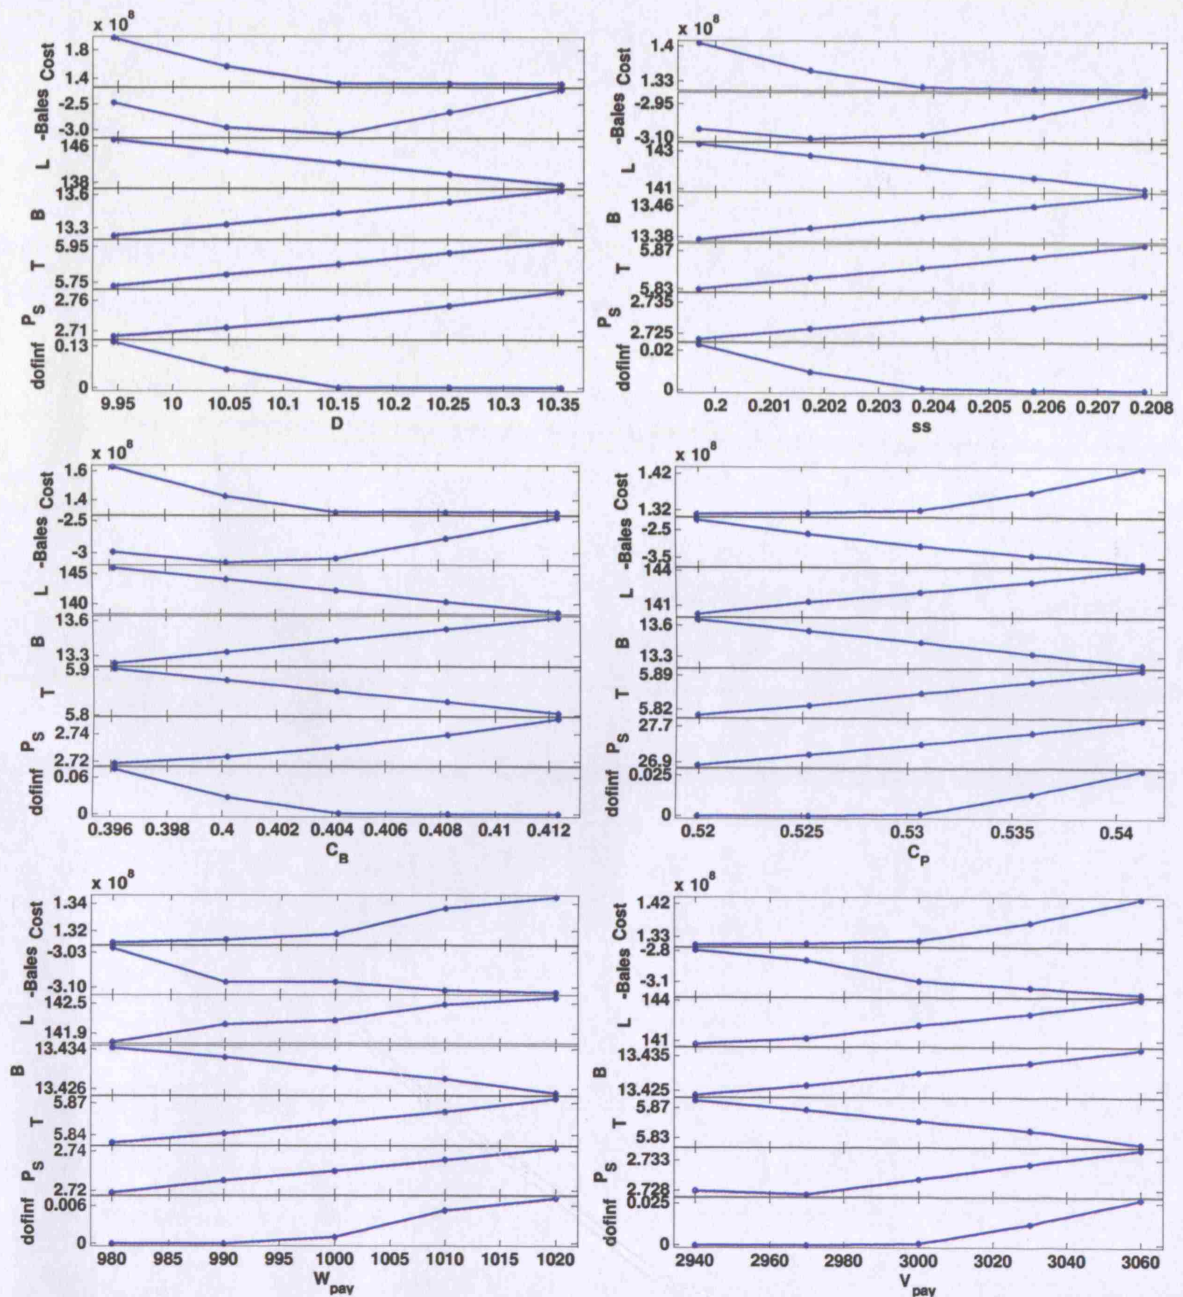 x 10^8
1.8
Cost
1.4
-2.5
-Bales
-3.0
146
L
138
13.6
B
13.3
5.95
T
5.75
2.76
P_S
2.71
0.13
dofinf
0
9.95 10 10.05 10.1 10.15 10.2 10.25 10.3 10.35
D
x 10^8
1.4
Cost
1.33
-2.95
-Bales
-3.10
143
L
141
13.46
B
13.38
5.87
T
5.83
2.735
P_S
2.725
0.02
dofinf
0
0.2 0.201 0.202 0.203 0.204 0.205 0.206 0.207 0.208
ss
x 10^8
1.6
Cost
1.4
-2.5
-Bales
-3
145
L
140
13.6
B
13.3
5.9
T
5.8
2.74
P_S
2.72
0.06
dofinf
0
0.396 0.398 0.4 0.402 0.404 0.406 0.408 0.41 0.412
C_B
x 10^8
1.42
Cost
1.32
-2.5
-Bales
-3.5
144
L
141
13.6
B
13.3
5.89
T
5.82
27.7
P_S
26.9
0.025
dofinf
0
0.52 0.525 0.53 0.535 0.54
C_P
x 10^8
1.34
Cost
1.32
-3.03
-Bales
-3.10
142.5
L
141.9
13.434
B
13.426
5.87
T
5.84
2.74
P_S
2.72
0.006
dofinf
0
980 985 990 995 1000 1005 1010 1015 1020
W_pay
x 10^8
1.42
Cost
1.32
-2.8
-Bales
-3.1
144
L
141
13.435
B
13.425
5.87
T
5.83
2.733
P_S
2.728
0.025
dofinf
0
2940 2960 2980 3000 3020 3040 3060
V_pay